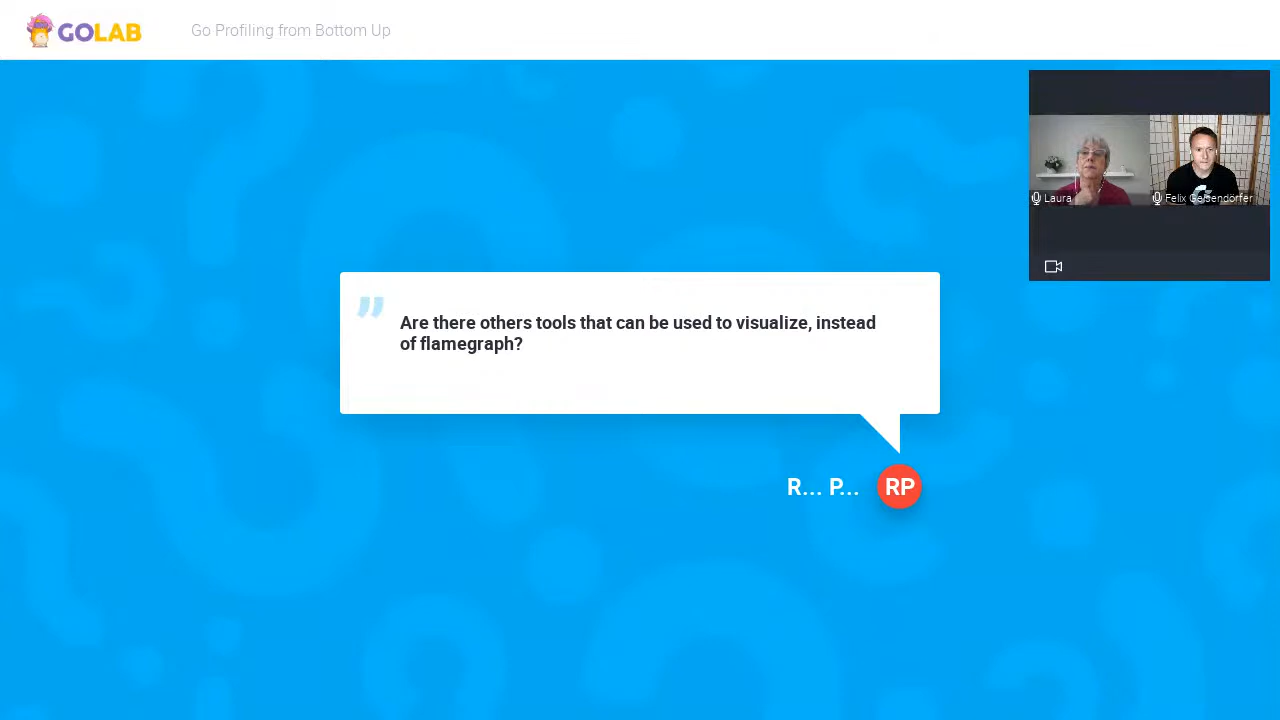 GOLAB
Go Profiling from Bottom Up
Laura
Felix Geisendörfer
Are there others tools that can be used to visualize, instead
of flamegraph?
R... P...
RP